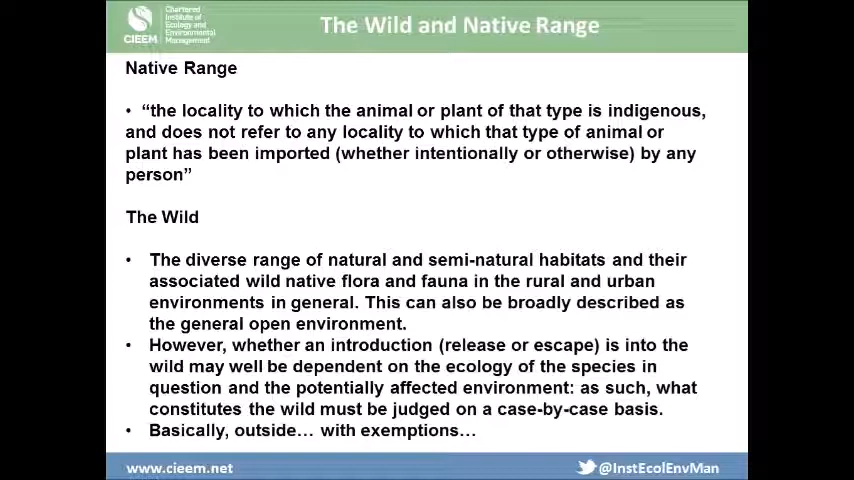 CIEEM
Chartered
Institute of
Ecology and
Environmental
Management
The Wild and Native Range
Native Range
• “the locality to which the animal or plant of that type is indigenous,
and does not refer to any locality to which that type of animal or
plant has been imported (whether intentionally or otherwise) by any
person”
The Wild
• The diverse range of natural and semi-natural habitats and their
associated wild native flora and fauna in the rural and urban
environments in general. This can also be broadly described as
the general open environment.
• However, whether an introduction (release or escape) is into the
wild may well be dependent on the ecology of the species in
question and the potentially affected environment: as such, what
constitutes the wild must be judged on a case-by-case basis.
• Basically, outside… with exemptions…
www.cieem.net
@InstEcolEnvMan